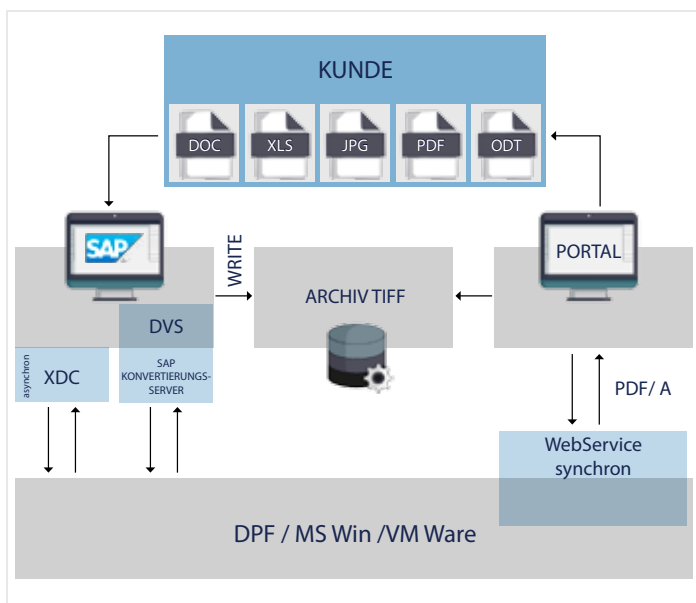 KUNDE
DOC
XLS
JPG
PDF
ODT
SAP
PORTAL
WRITE
ARCHIV TIFF
DVS
asynchron
XDC
SAP
KONVERTIERUNGS-
SERVER
PDF/ A
WebService
synchron
DPF / MS Win /VM Ware